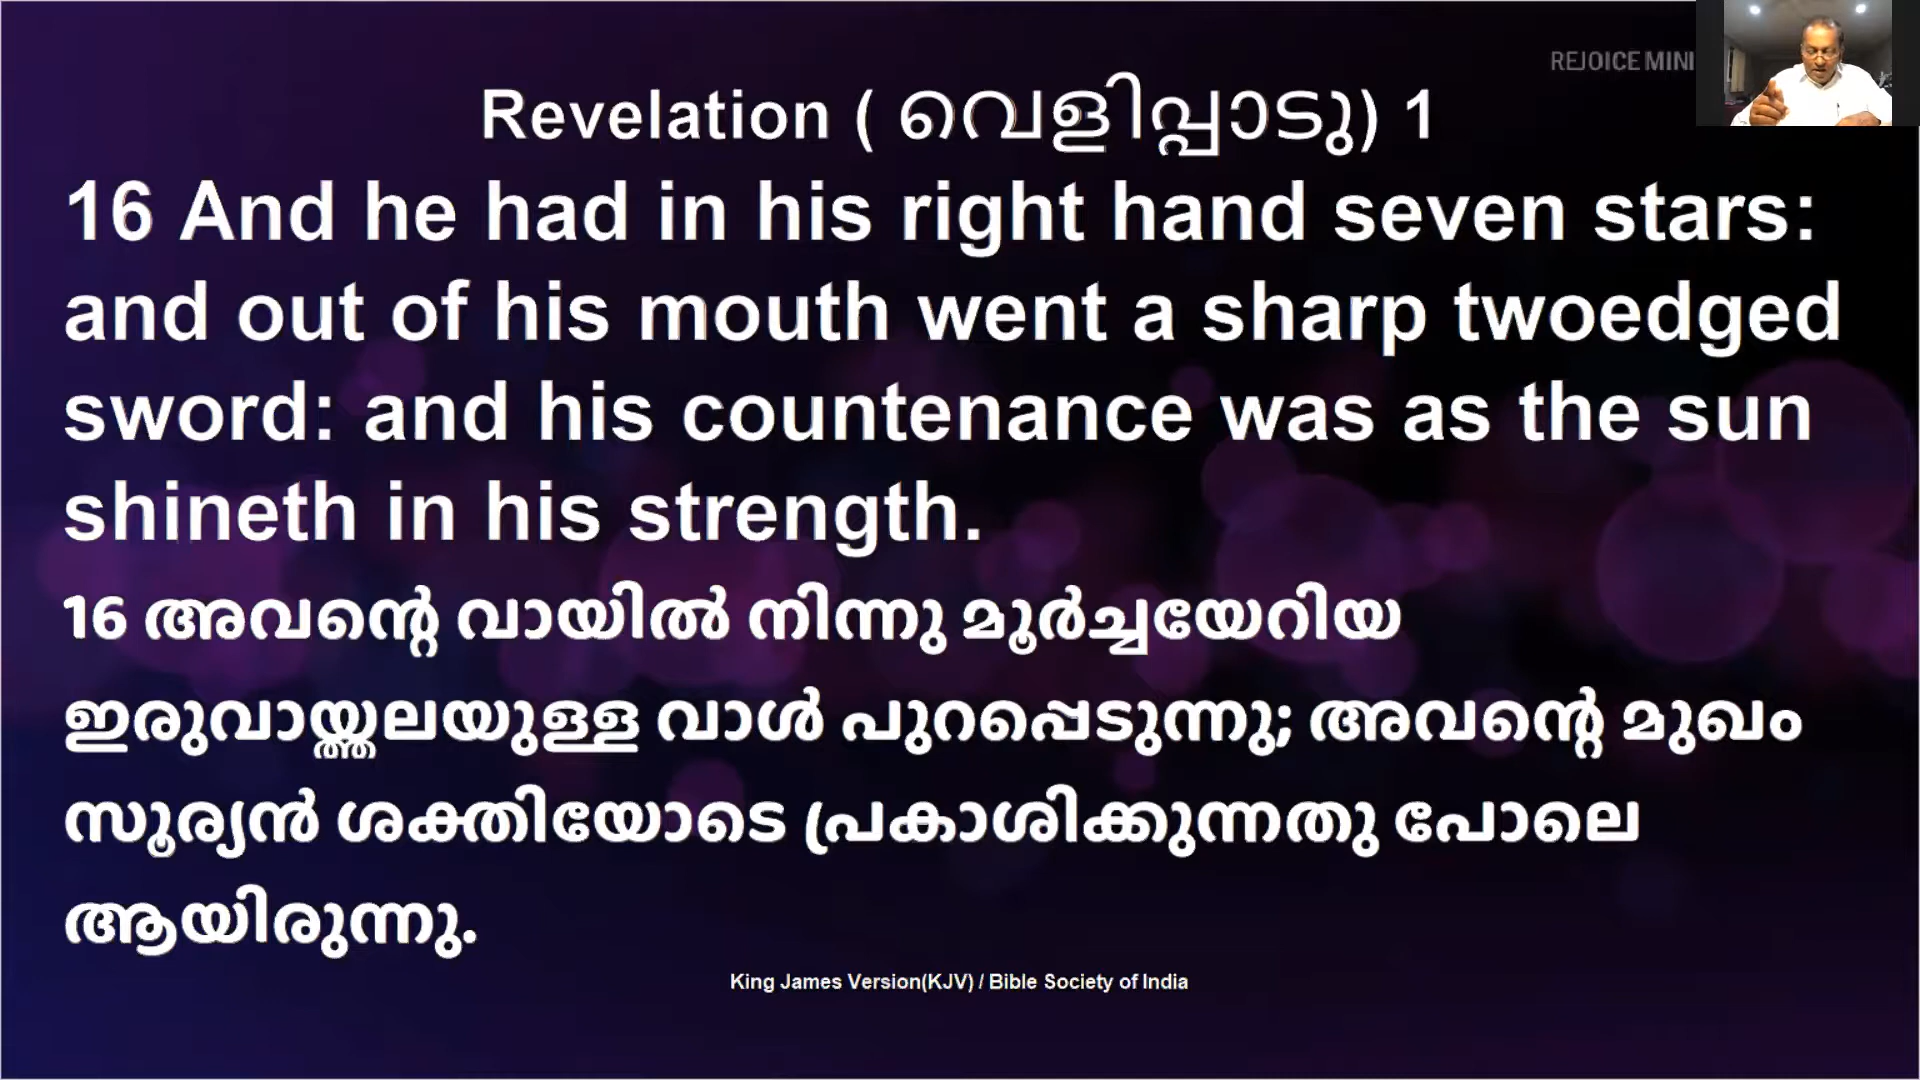 REJOICE MINI
Revelation ( വെളിപ്പാടു) 1
16 And he had in his right hand seven stars:
and out of his mouth went a sharp twoedged
sword: and his countenance was as the sun
shineth in his strength.
16 അവന്റെ വായിൽ നിന്നു മൂർച്ചയേറിയ
ഇരുവായ്ത്തലയുള്ള വാൾ പുറപ്പെടുന്നു; അവന്റെ മുഖം
സൂര്യൻ ശക്തിയോടെ പ്രകാശിക്കുന്നതു പോലെ
ആയിരുന്നു.
King James Version(KJV) / Bible Society of India